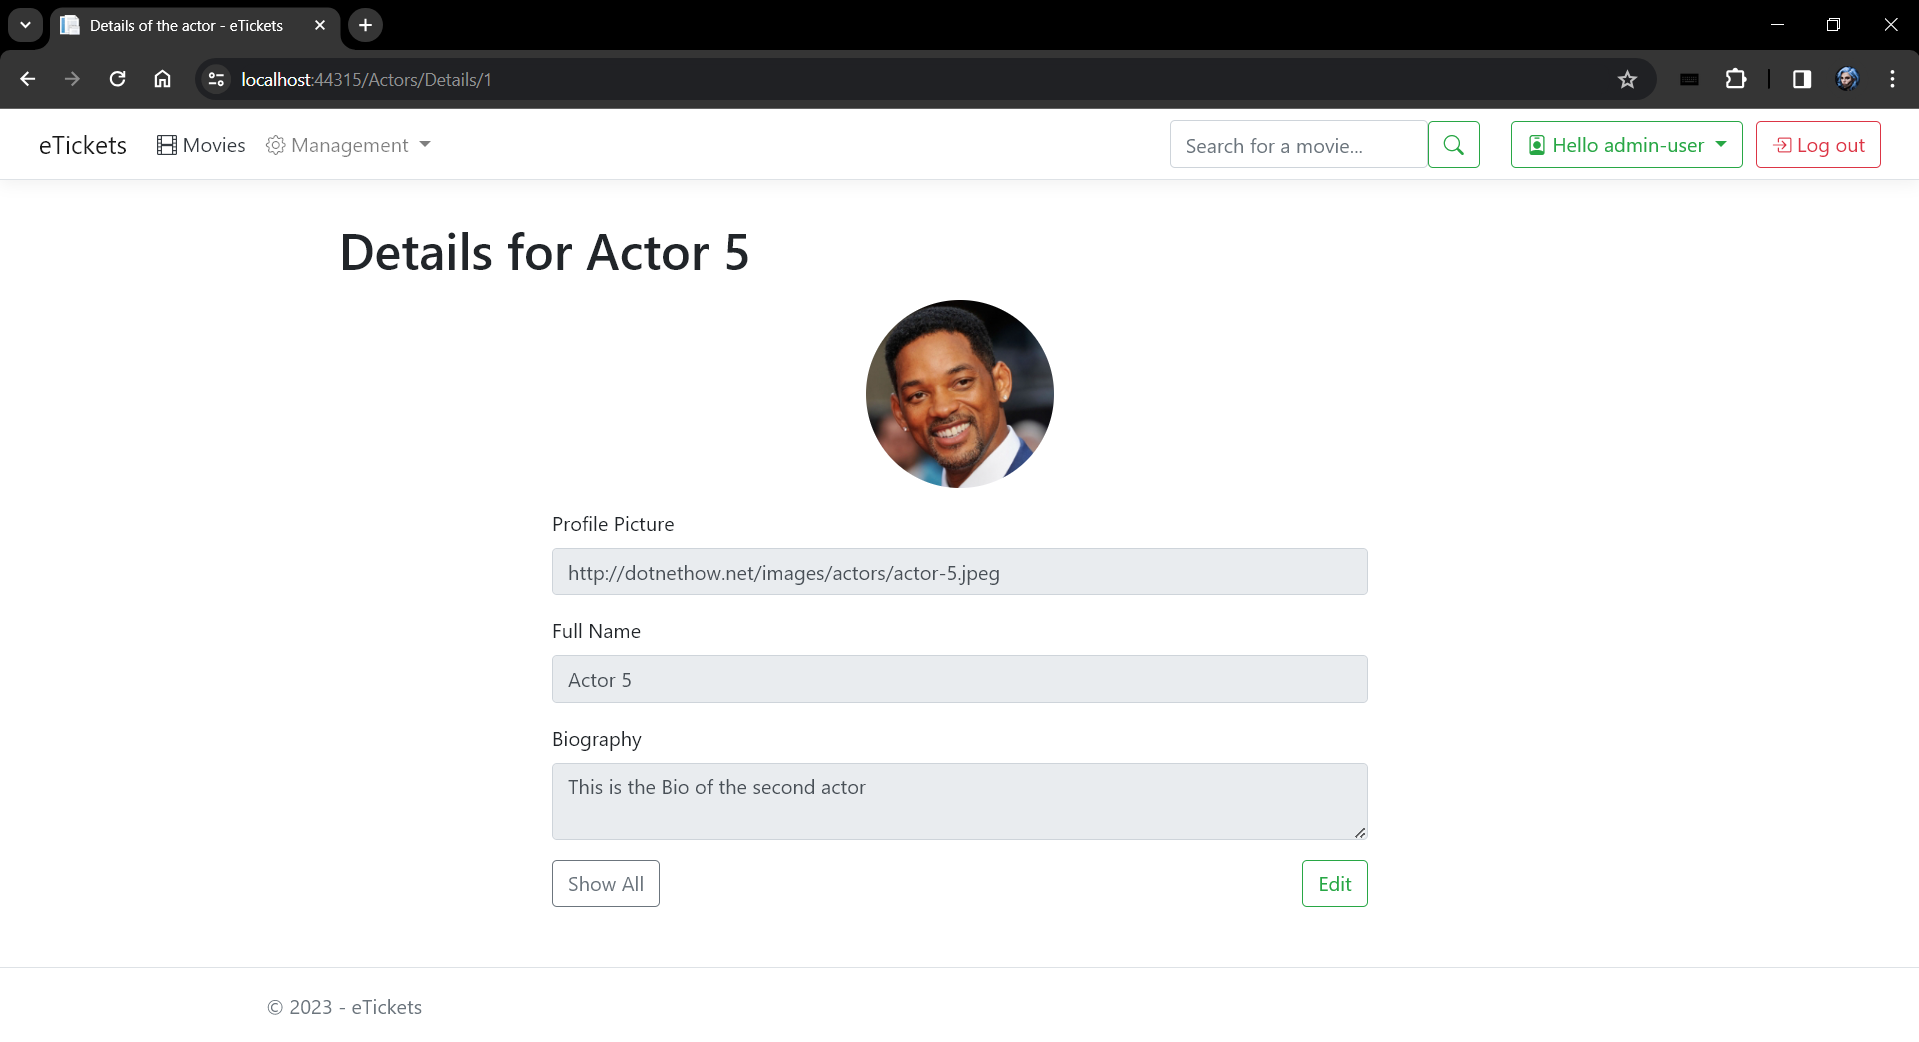 Details of the actor - eTickets
localhost:44315/Actors/Details/1
eTickets Movies Management Search for a movie... Hello admin-user Log out
Details for Actor 5
Profile Picture
http://dotnethow.net/images/actors/actor-5.jpeg
Full Name
Actor 5
Biography
This is the Bio of the second actor
Show All Edit
© 2023 - eTickets